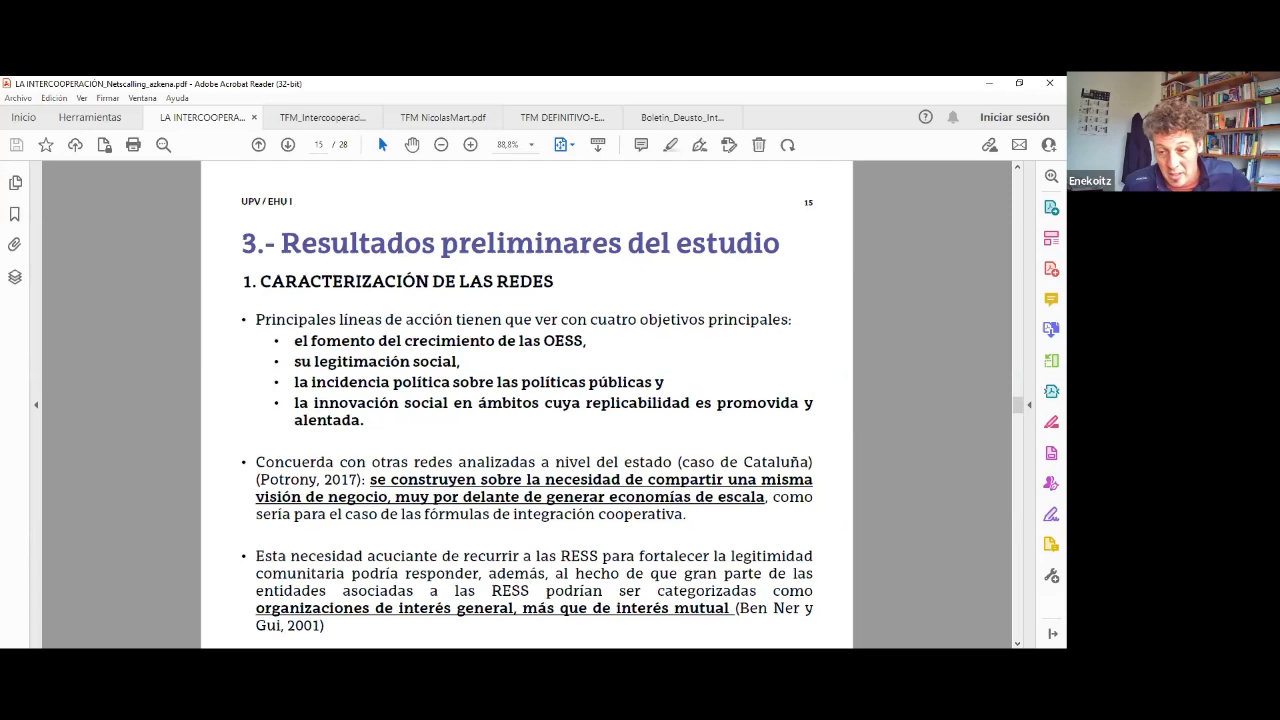 LA INTERCOOPERACIÓN_Netscalling_azkena.pdf - Adobe Acrobat Reader (32-bit)
Archivo Edición Ver Firmar Ventana Ayuda
Inicio Herramientas LA INTERCOOPERA... TFM_Intercooperaci... TFM NicolasMart.pdf TFM DEFINITIVO-E... Boletin_Deusto_Int... Iniciar sesión
15 / 28 88,8%
Enekoitz
UPV / EHU I 15
3.- Resultados preliminares del estudio
1. CARACTERIZACIÓN DE LAS REDES
• Principales líneas de acción tienen que ver con cuatro objetivos principales:
• el fomento del crecimiento de las OESS,
• su legitimación social,
• la incidencia política sobre las políticas públicas y
• la innovación social en ámbitos cuya replicabilidad es promovida y
alentada.
• Concuerda con otras redes analizadas a nivel del estado (caso de Cataluña)
(Potrony, 2017): se construyen sobre la necesidad de compartir una misma
visión de negocio, muy por delante de generar economías de escala, como
sería para el caso de las fórmulas de integración cooperativa.
• Esta necesidad acuciante de recurrir a las RESS para fortalecer la legitimidad
comunitaria podría responder, además, al hecho de que gran parte de las
entidades asociadas a las RESS podrían ser categorizadas como
organizaciones de interés general, más que de interés mutual (Ben Ner y
Gui, 2001)